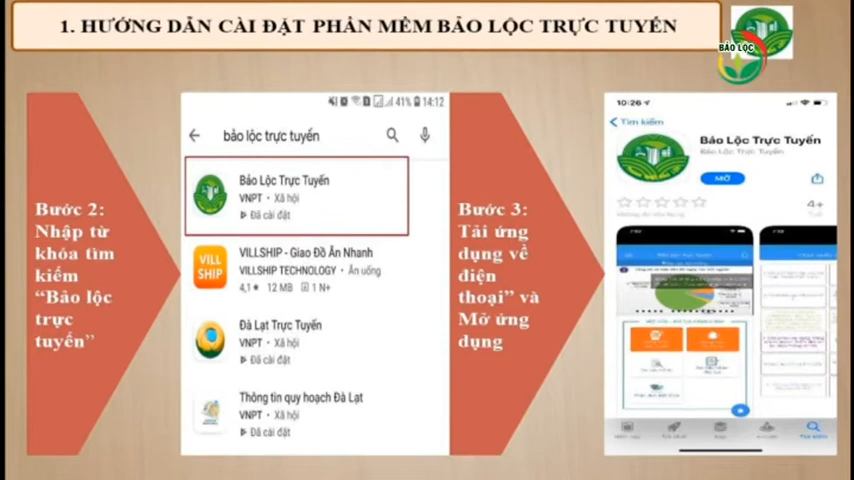 1. HƯỚNG DẪN CÀI ĐẶT PHẦN MỀM BẢO LỘC TRỰC TUYẾN
BẢO LỘC
Bước 2:
Nhập từ
khóa tìm
kiếm
“Bảo lộc
trực
tuyến”
41% 14:12
bảo lộc trực tuyến
Bảo Lộc Trực Tuyến
VNPT • Xã hội
Đã cài đặt
VILL
SHIP
VILLSHIP - Giao Đồ Ăn Nhanh
VILLSHIP TECHNOLOGY • Ăn uống
4,1★ 12 MB 1 N+
Đà Lạt Trực Tuyến
VNPT • Xã hội
Đã cài đặt
Thông tin quy hoạch Đà Lạt
VNPT • Xã hội
Đã cài đặt
Bước 3:
Tải ứng
dụng về
điện
thoại” và
Mở ứng
dụng
10:26
Tìm kiếm
Bảo Lộc Trực Tuyến
Bảo Lộc Trực Tuyến
MỞ
4+
Tìm kiếm